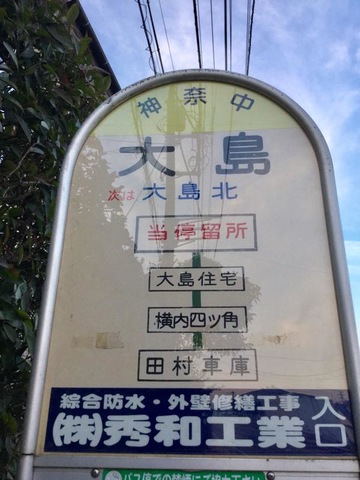 神奈中
大島
次は 大島北
当停留所
大島住宅
横内四ツ角
田村車庫
綜合防水・外壁修繕工事
㈱秀和工業
入口